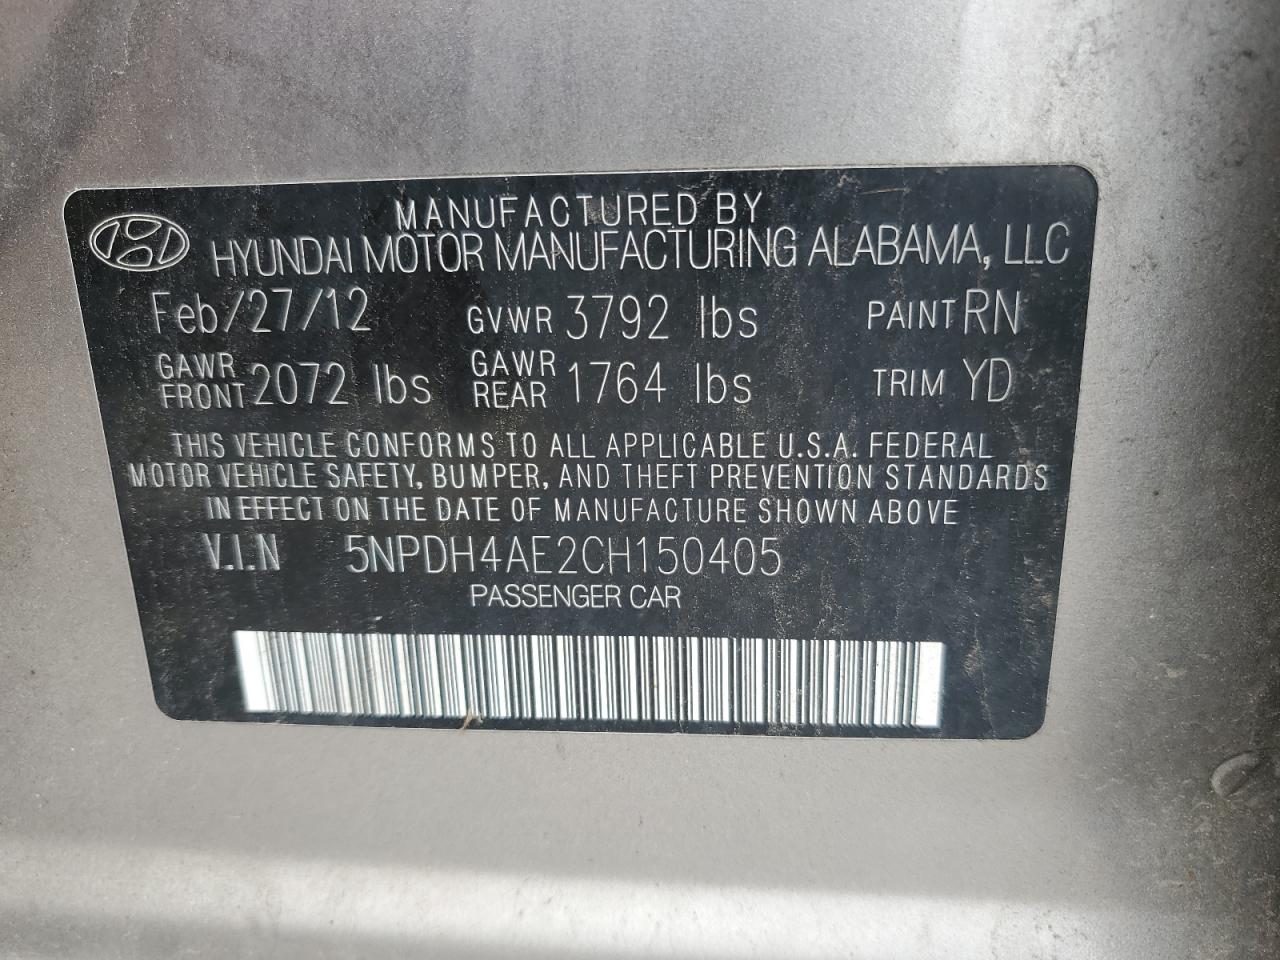 MANUFACTURED BY
HYUNDAI MOTOR MANUFACTURING ALABAMA, LLC
Feb/27/12 GVWR 3792 lbs PAINT RN
GAWR FRONT 2072 lbs GAWR REAR 1764 lbs TRIM YD
THIS VEHICLE CONFORMS TO ALL APPLICABLE U.S.A. FEDERAL
MOTOR VEHICLE SAFETY, BUMPER, AND THEFT PREVENTION STANDARDS
IN EFFECT ON THE DATE OF MANUFACTURE SHOWN ABOVE
V.I.N 5NPDH4AE2CH150405
PASSENGER CAR